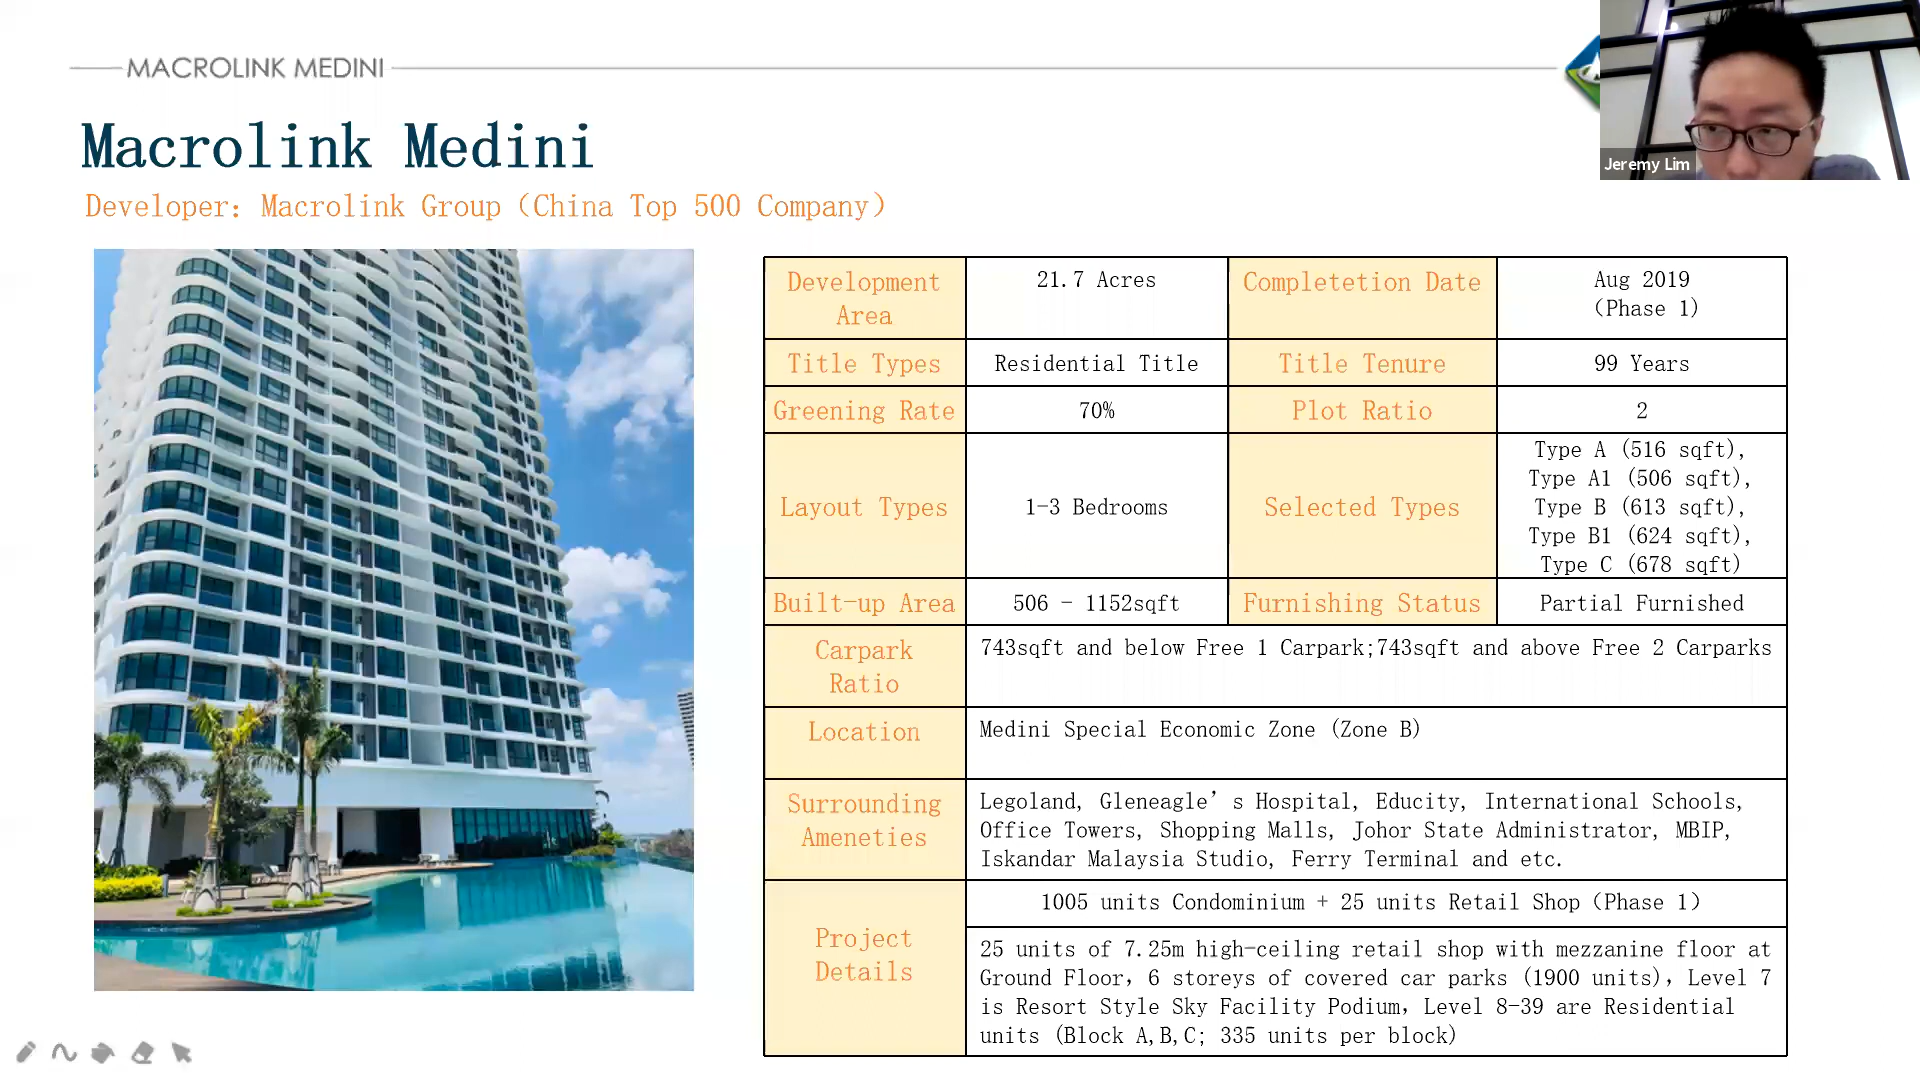 MACROLINK MEDINI
Macrolink Medini
Developer: Macrolink Group (China Top 500 Company)
Jeremy Lim
Development
Area
21.7 Acres
Completetion Date
Aug 2019
(Phase 1)
Title Types
Residential Title
Title Tenure
99 Years
Greening Rate
70%
Plot Ratio
2
Layout Types
1-3 Bedrooms
Selected Types
Type A (516 sqft),
Type A1 (506 sqft),
Type B (613 sqft),
Type B1 (624 sqft),
Type C (678 sqft)
Built-up Area
506 - 1152sqft
Furnishing Status
Partial Furnished
Carpark
Ratio
743sqft and below Free 1 Carpark;743sqft and above Free 2 Carparks
Location
Medini Special Economic Zone (Zone B)
Surrounding
Ameneties
Legoland, Gleneagle’s Hospital, Educity, International Schools,
Office Towers, Shopping Malls, Johor State Administrator, MBIP,
Iskandar Malaysia Studio, Ferry Terminal and etc.
Project
Details
1005 units Condominium + 25 units Retail Shop (Phase 1)
25 units of 7.25m high-ceiling retail shop with mezzanine floor at
Ground Floor, 6 storeys of covered car parks (1900 units), Level 7
is Resort Style Sky Facility Podium, Level 8-39 are Residential
units (Block A,B,C; 335 units per block)